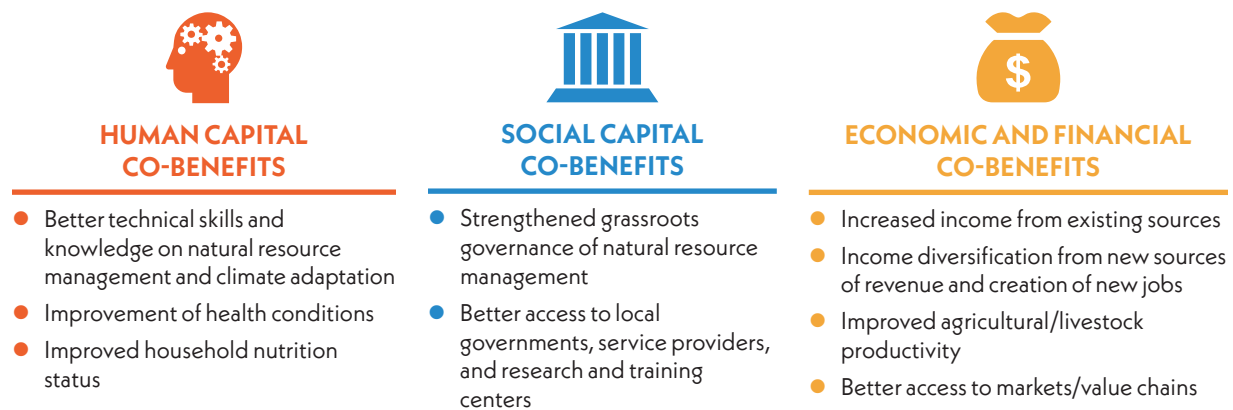 HUMAN CAPITAL
CO-BENEFITS
Better technical skills and
knowledge on natural resource
management and climate adaptation
Improvement of health conditions
Improved household nutrition
status
SOCIAL CAPITAL
CO-BENEFITS
Strengthened grassroots
governance of natural resource
management
Better access to local
governments, service providers,
and research and training
centers
$
ECONOMIC AND FINANCIAL
CO-BENEFITS
Increased income from existing sources
Income diversification from new sources
of revenue and creation of new jobs
Improved agricultural/livestock
productivity
Better access to markets/value chains